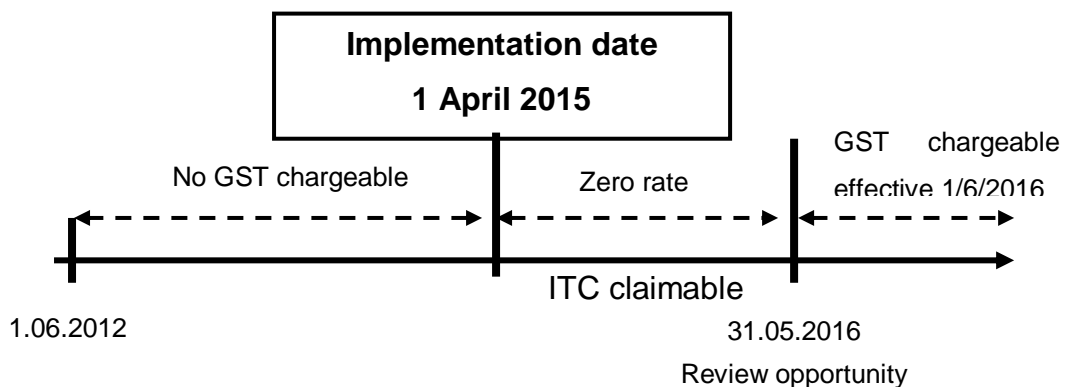 Implementation date
1 April 2015
GST chargeable
effective 1/6/2016
No GST chargeable
Zero rate
ITC claimable
1.06.2012
31.05.2016
Review opportunity